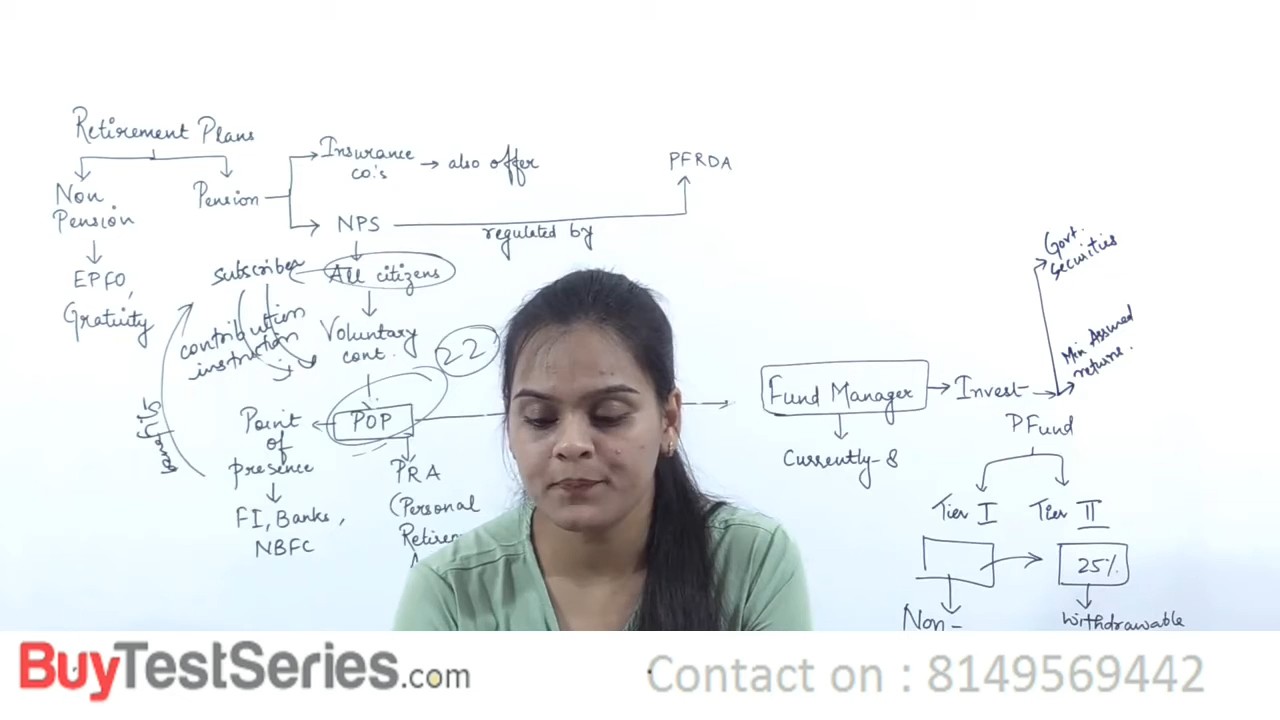 Retirement Plans
Non
Pension
EPFO,
Gratuity
Pension
Insurance
co's
also offer
NPS
regulated by
PFRDA
All citizens
subscriber
contribution
instruction
Voluntary
cont.
22
POP
Point
of
presence
FI, Banks,
NBFC
PRA
(Personal
Fund Manager
Currently-8
Invest
Govt.
Securities
Min Assured
returns.
PFund
Tier I
Tier II
25%
Non-
withdrawable
BuyTestSeries.com
Contact on : 8149569442